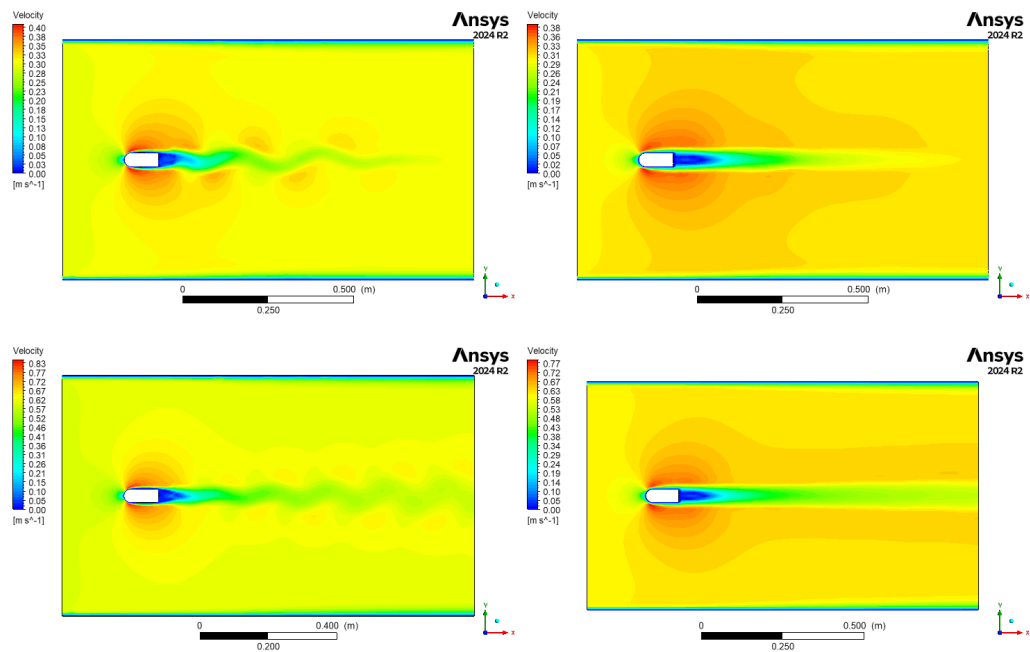 Velocity
0.40
0.38
0.35
0.33
0.30
0.28
0.25
0.23
0.20
0.18
0.15
0.13
0.10
0.08
0.05
0.03
0.00
[m s^-1]
Ansys
2024 R2
0 0.500 (m)
0.250
Y
X
Velocity
0.38
0.36
0.33
0.31
0.29
0.26
0.24
0.21
0.19
0.17
0.14
0.12
0.10
0.07
0.05
0.02
0.00
[m s^-1]
Ansys
2024 R2
0 0.500 (m)
0.250
Y
X
Velocity
0.83
0.77
0.72
0.67
0.62
0.57
0.52
0.46
0.41
0.36
0.31
0.26
0.21
0.15
0.10
0.05
0.00
[m s^-1]
Ansys
2024 R2
0 0.400 (m)
0.200
Y
X
Velocity
0.77
0.72
0.67
0.63
0.58
0.53
0.48
0.43
0.38
0.34
0.29
0.24
0.19
0.14
0.10
0.05
0.00
[m s^-1]
Ansys
2024 R2
0 0.500 (m)
0.250
Y
X